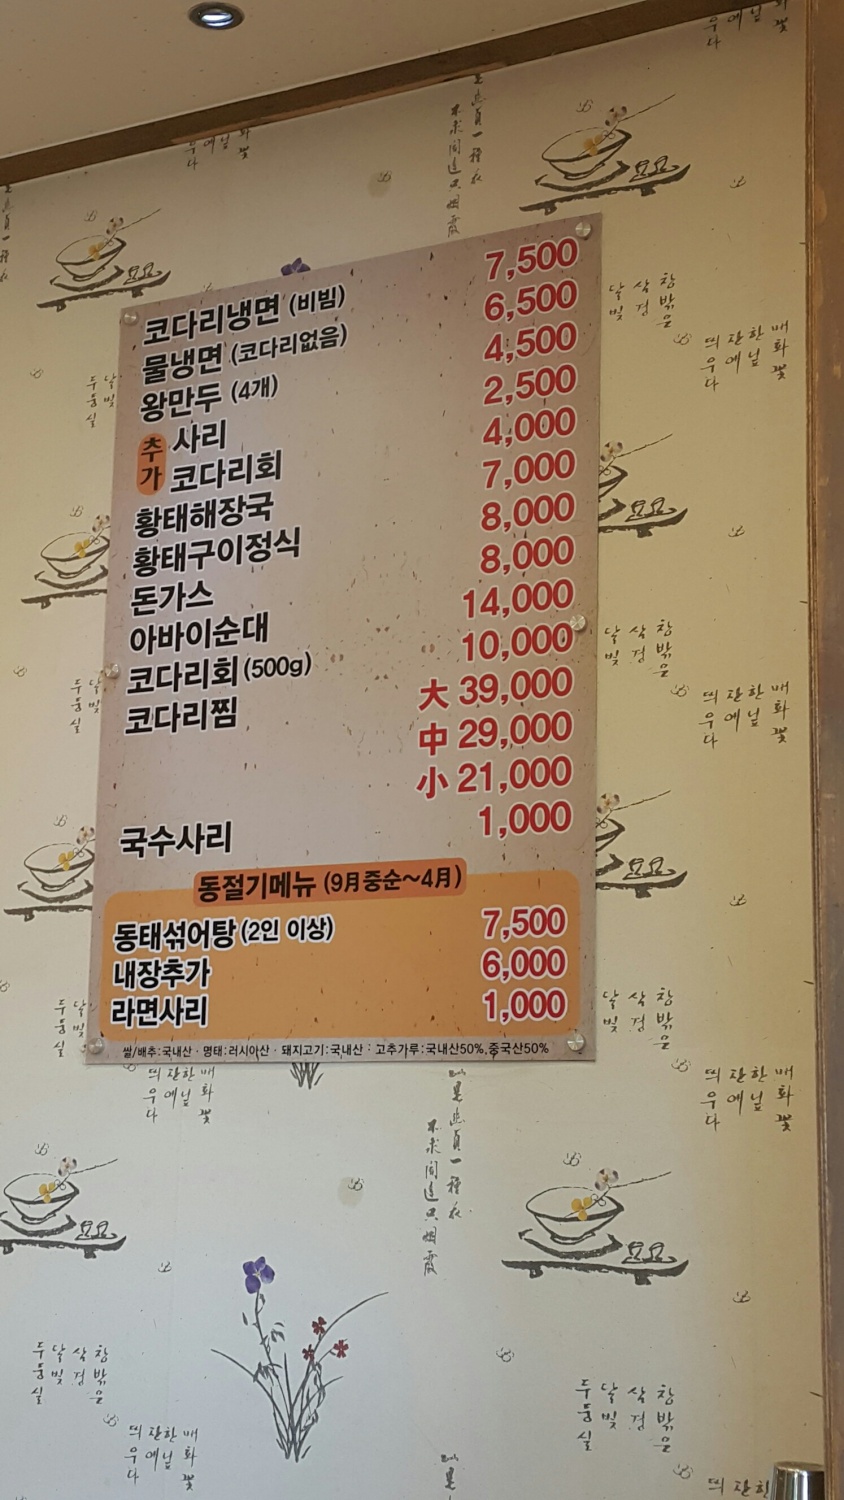 코다리냉면 (비빔) 7,500
물냉면 (코다리없음) 6,500
왕만두 (4개) 4,500
추가 사리 2,500
코다리회 4,000
황태해장국 7,000
황태구이정식 8,000
돈가스 8,000
아바이순대 14,000
코다리회 (500g) 10,000
코다리찜 大 39,000
中 29,000
小 21,000
국수사리 1,000
동절기메뉴 (9月중순~4月)
동태섞어탕 (2인 이상) 7,500
내장추가 6,000
라면사리 1,000
쌀/배추:국내산 · 명태:러시아산 · 돼지고기:국내산 · 고추가루:국내산50%,중국산50%
창밖을
살경
달빛
두둥실
매화꽃
한닢
잔에
띄우다